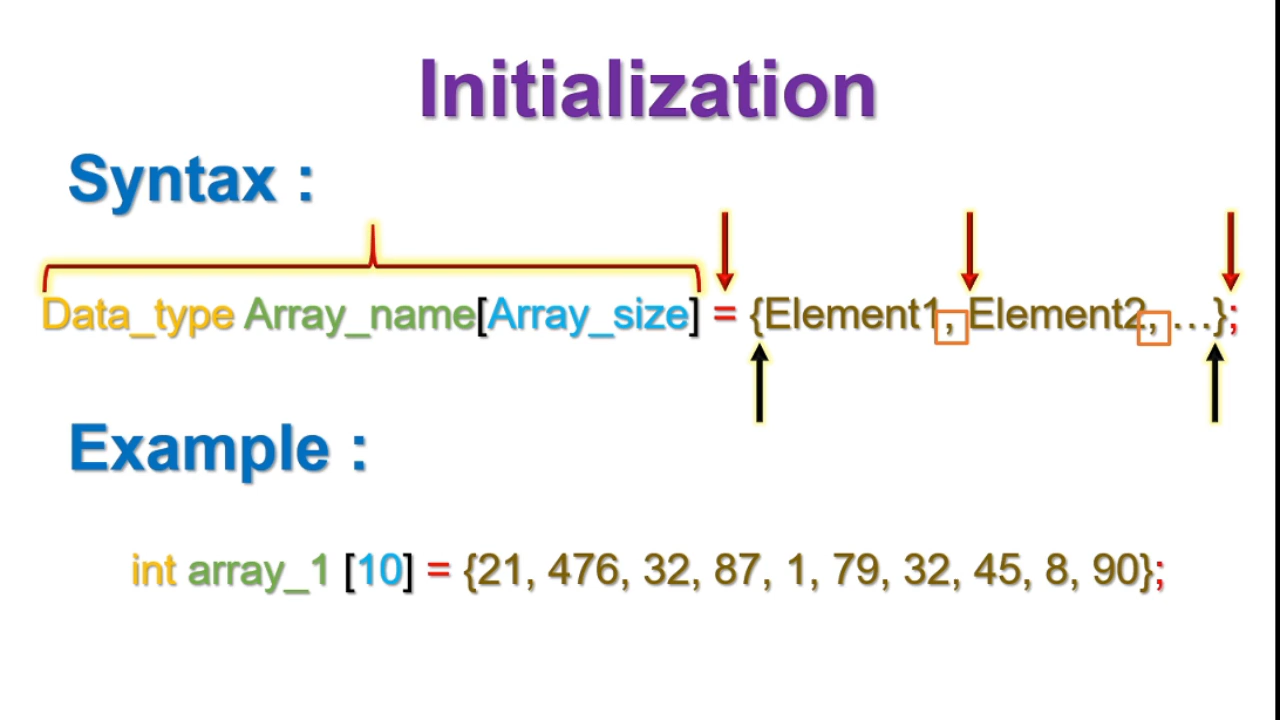 Initialization
Syntax :
Data_type Array_name[Array_size] = {Element1, Element2, …};
Example :
int array_1 [10] = {21, 476, 32, 87, 1, 79, 32, 45, 8, 90};